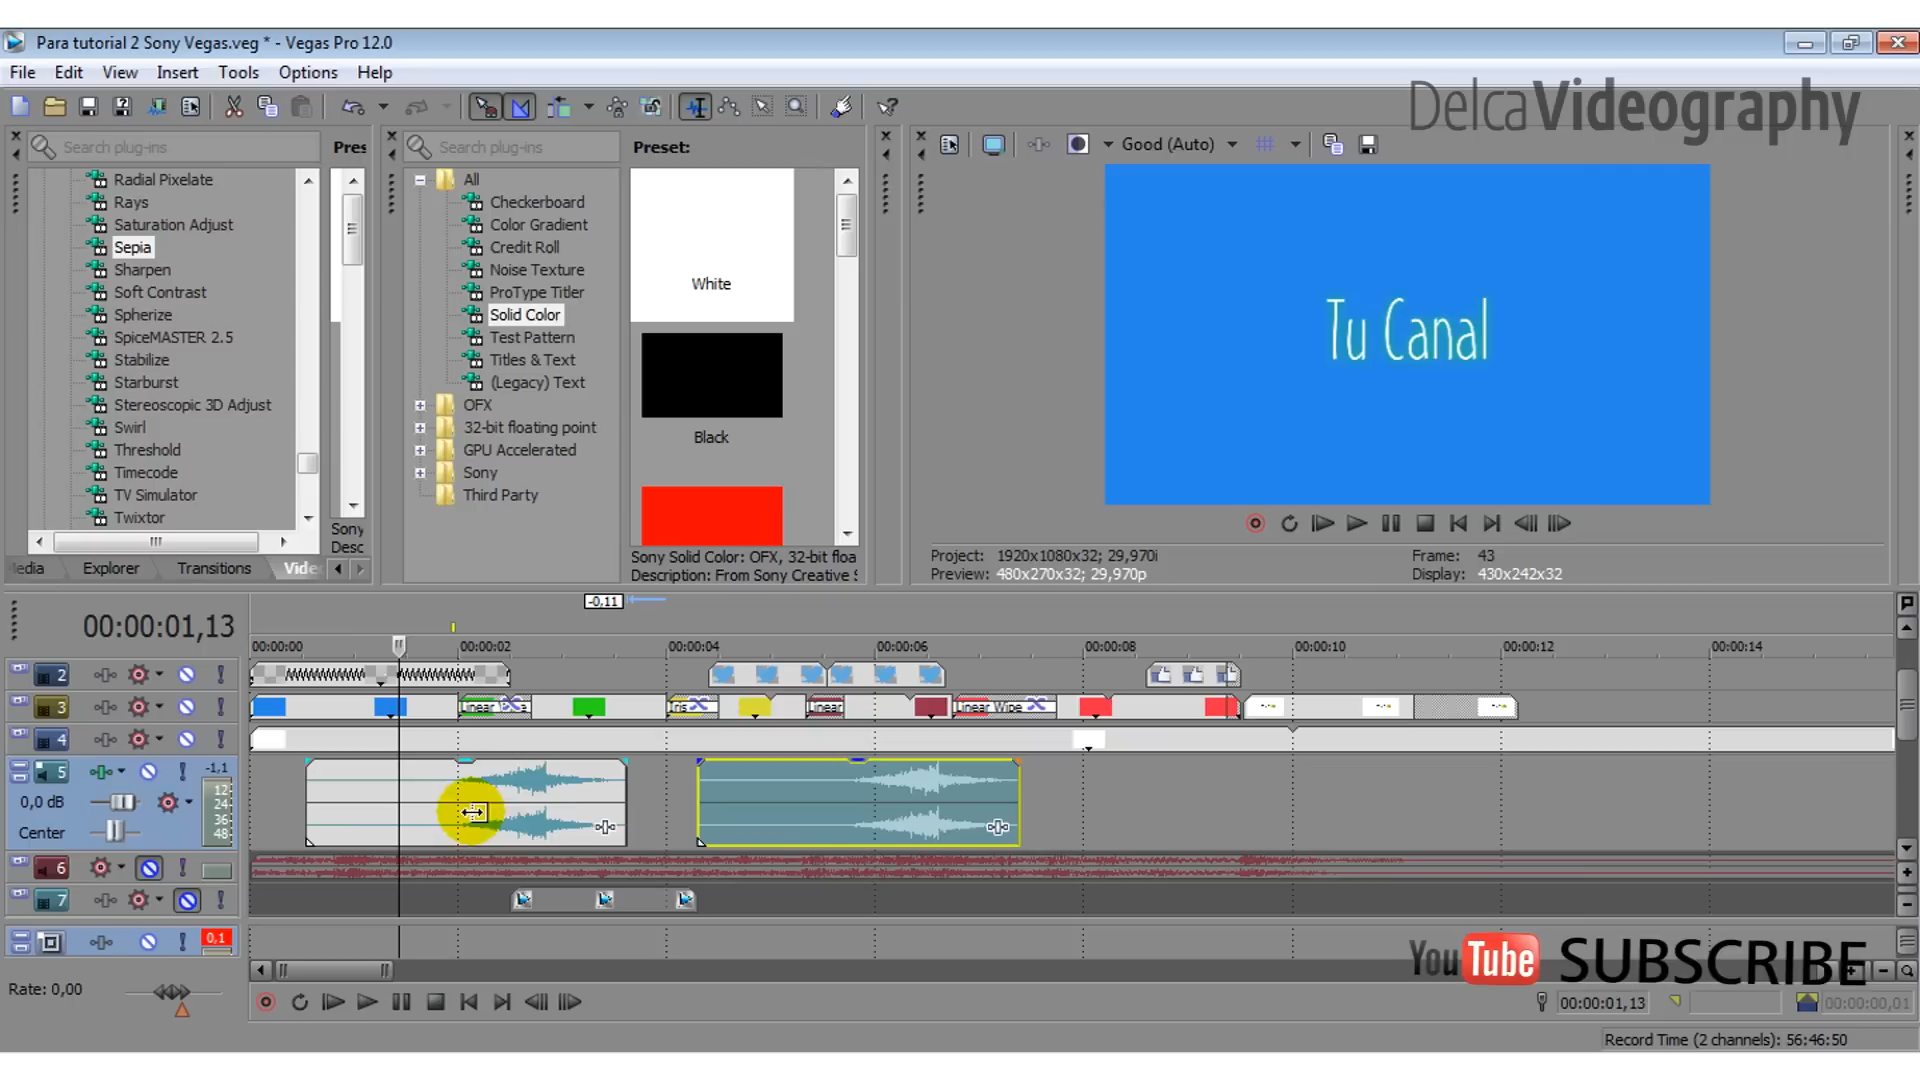 Para tutorial 2 Sony Vegas.veg * - Vegas Pro 12.0
File Edit View Insert Tools Options Help
DelcaVideography
Search plug-ins
Pres
Search plug-ins
Preset:
Good (Auto)
Radial Pixelate
Rays
Saturation Adjust
Sepia
Sharpen
Soft Contrast
Spherize
SpiceMASTER 2.5
Stabilize
Starburst
Stereoscopic 3D Adjust
Swirl
Threshold
Timecode
TV Simulator
Twixtor
Sony
Desc
All
Checkerboard
Color Gradient
Credit Roll
Noise Texture
ProType Titler
Solid Color
Test Pattern
Titles & Text
(Legacy) Text
OFX
32-bit floating point
GPU Accelerated
Sony
Third Party
White
Black
Sony Solid Color: OFX, 32-bit floa
Description: From Sony Creative S
Tu Canal
Project: 1920x1080x32; 29,970i
Preview: 480x270x32; 29,970p
Frame: 43
Display: 430x242x32
ledia Explorer Transitions Vide
-0,11
00:00:01,13
00:00:00 00:00:02 00:00:04 00:00:06 00:00:08 00:00:10 00:00:12 00:00:14
2
3
Linear Iris Linear Linear Wipe
4
5 -1,1
12
0,0 dB 24
36
Center 48
6
7
0,1
Rate: 0,00
YouTube SUBSCRIBE
00:00:01,13 00:00:00,01
Record Time (2 channels): 56:46:50